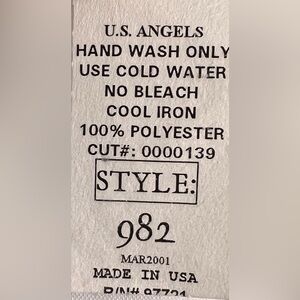 U.S. ANGELS
HAND WASH ONLY
USE COLD WATER
NO BLEACH
COOL IRON
100% POLYESTER
CUT#: 0000139
STYLE:
982
MAR2001
MADE IN USA